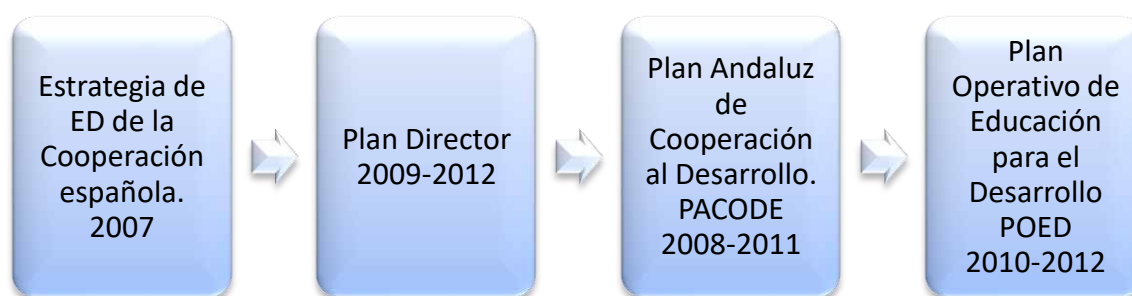 Estrategia de
ED de la
Cooperación
española.
2007
Plan Director
2009-2012
Plan Andaluz
de
Cooperación
al Desarrollo.
PACODE
2008-2011
Plan
Operativo de
Educación
para el
Desarrollo
POED
2010-2012